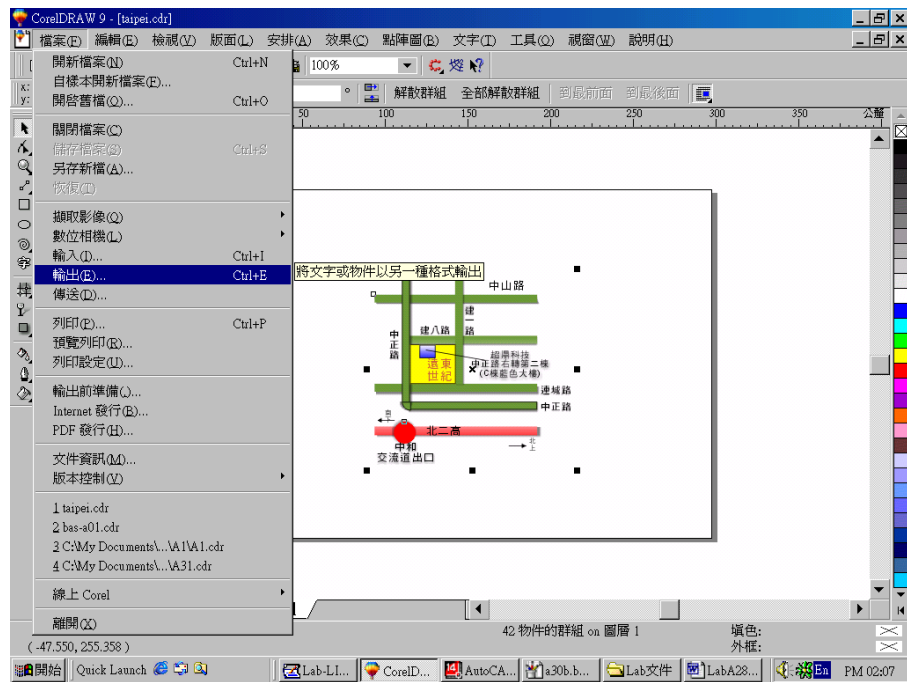 CorelDRAW 9 - [taipei.cdr]
檔案(F) 編輯(E) 檢視(V) 版面(L) 安排(A) 效果(C) 點陣圖(B) 文字(T) 工具(O) 視窗(W) 說明(H)
100%
x:
y:
解散群組 全部解散群組 到最前面 到最後面
50 100 150 200 250 300 350 公釐
開新檔案(N) Ctrl+N
自樣本開新檔案(F)...
開啟舊檔(O)... Ctrl+O
關閉檔案(C)
儲存檔案(S) Ctrl+S
另存新檔(A)...
恢復(T)
擷取影像(Q)
數位相機(L)
輸入(I)... Ctrl+I
輸出(E)... Ctrl+E
將文字或物件以另一種格式輸出
傳送(D)...
列印(P)... Ctrl+P
預覽列印(R)...
列印設定(U)...
輸出前準備(.)...
Internet 發行(B)...
PDF 發行(H)...
文件資訊(M)...
版本控制(V)
1 taipei.cdr
2 bas-a01.cdr
3 C:\My Documents\...\A1\A1.cdr
4 C:\My Documents\...\A31.cdr
線上 Corel
離開(X)
中山路
建一路
中正路
建八路
遠東
世紀
超鼎科技
中正路右轉第二棟
(C棟藍色大樓)
連城路
中正路
北二高
北上
中和
交流道出口
42 物件的群組 on 圖層 1
填色:
外框:
( -47.550, 255.358 )
開始 Quick Launch Lab-LI... CorelD... AutoCA... a30b.b... Lab文件 LabA28... En PM 02:07